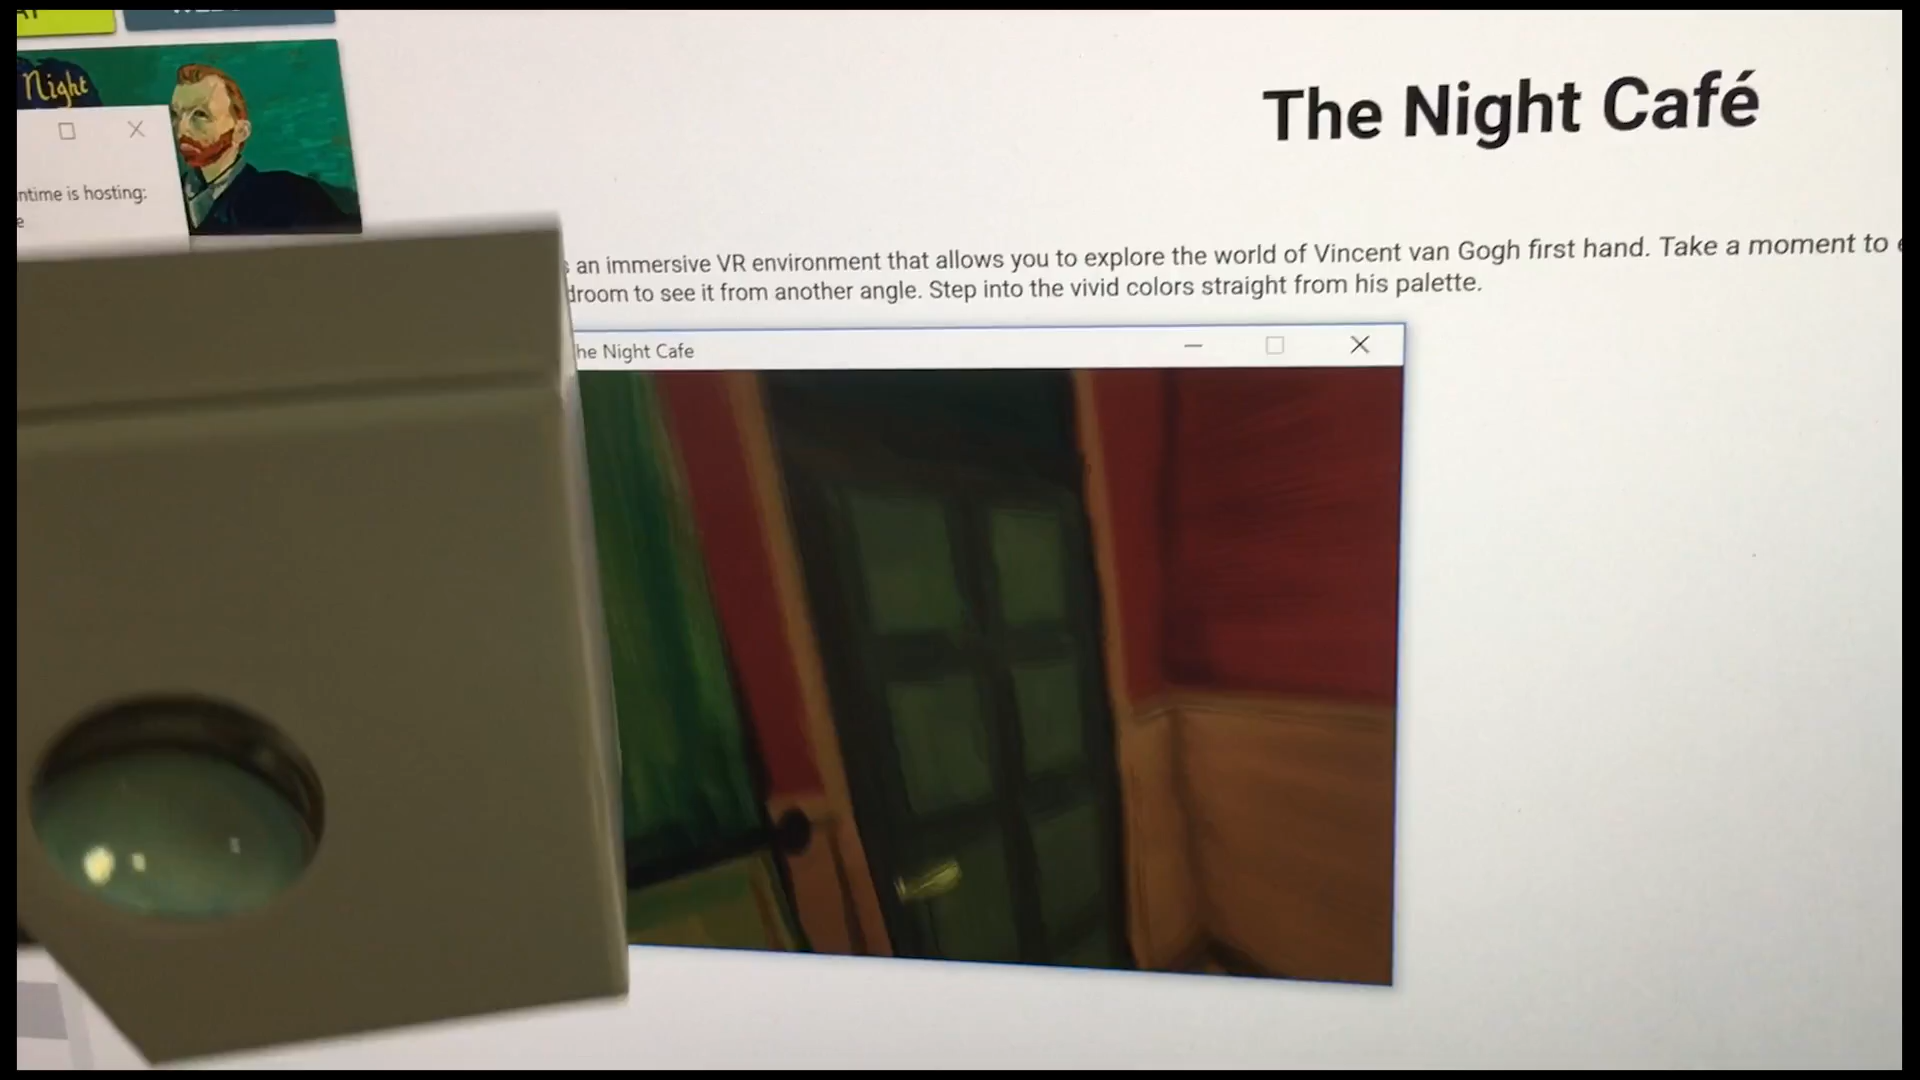 Night
ntime is hosting:
e
The Night Café
s an immersive VR environment that allows you to explore the world of Vincent van Gogh first hand. Take a moment to
droom to see it from another angle. Step into the vivid colors straight from his palette.
he Night Cafe